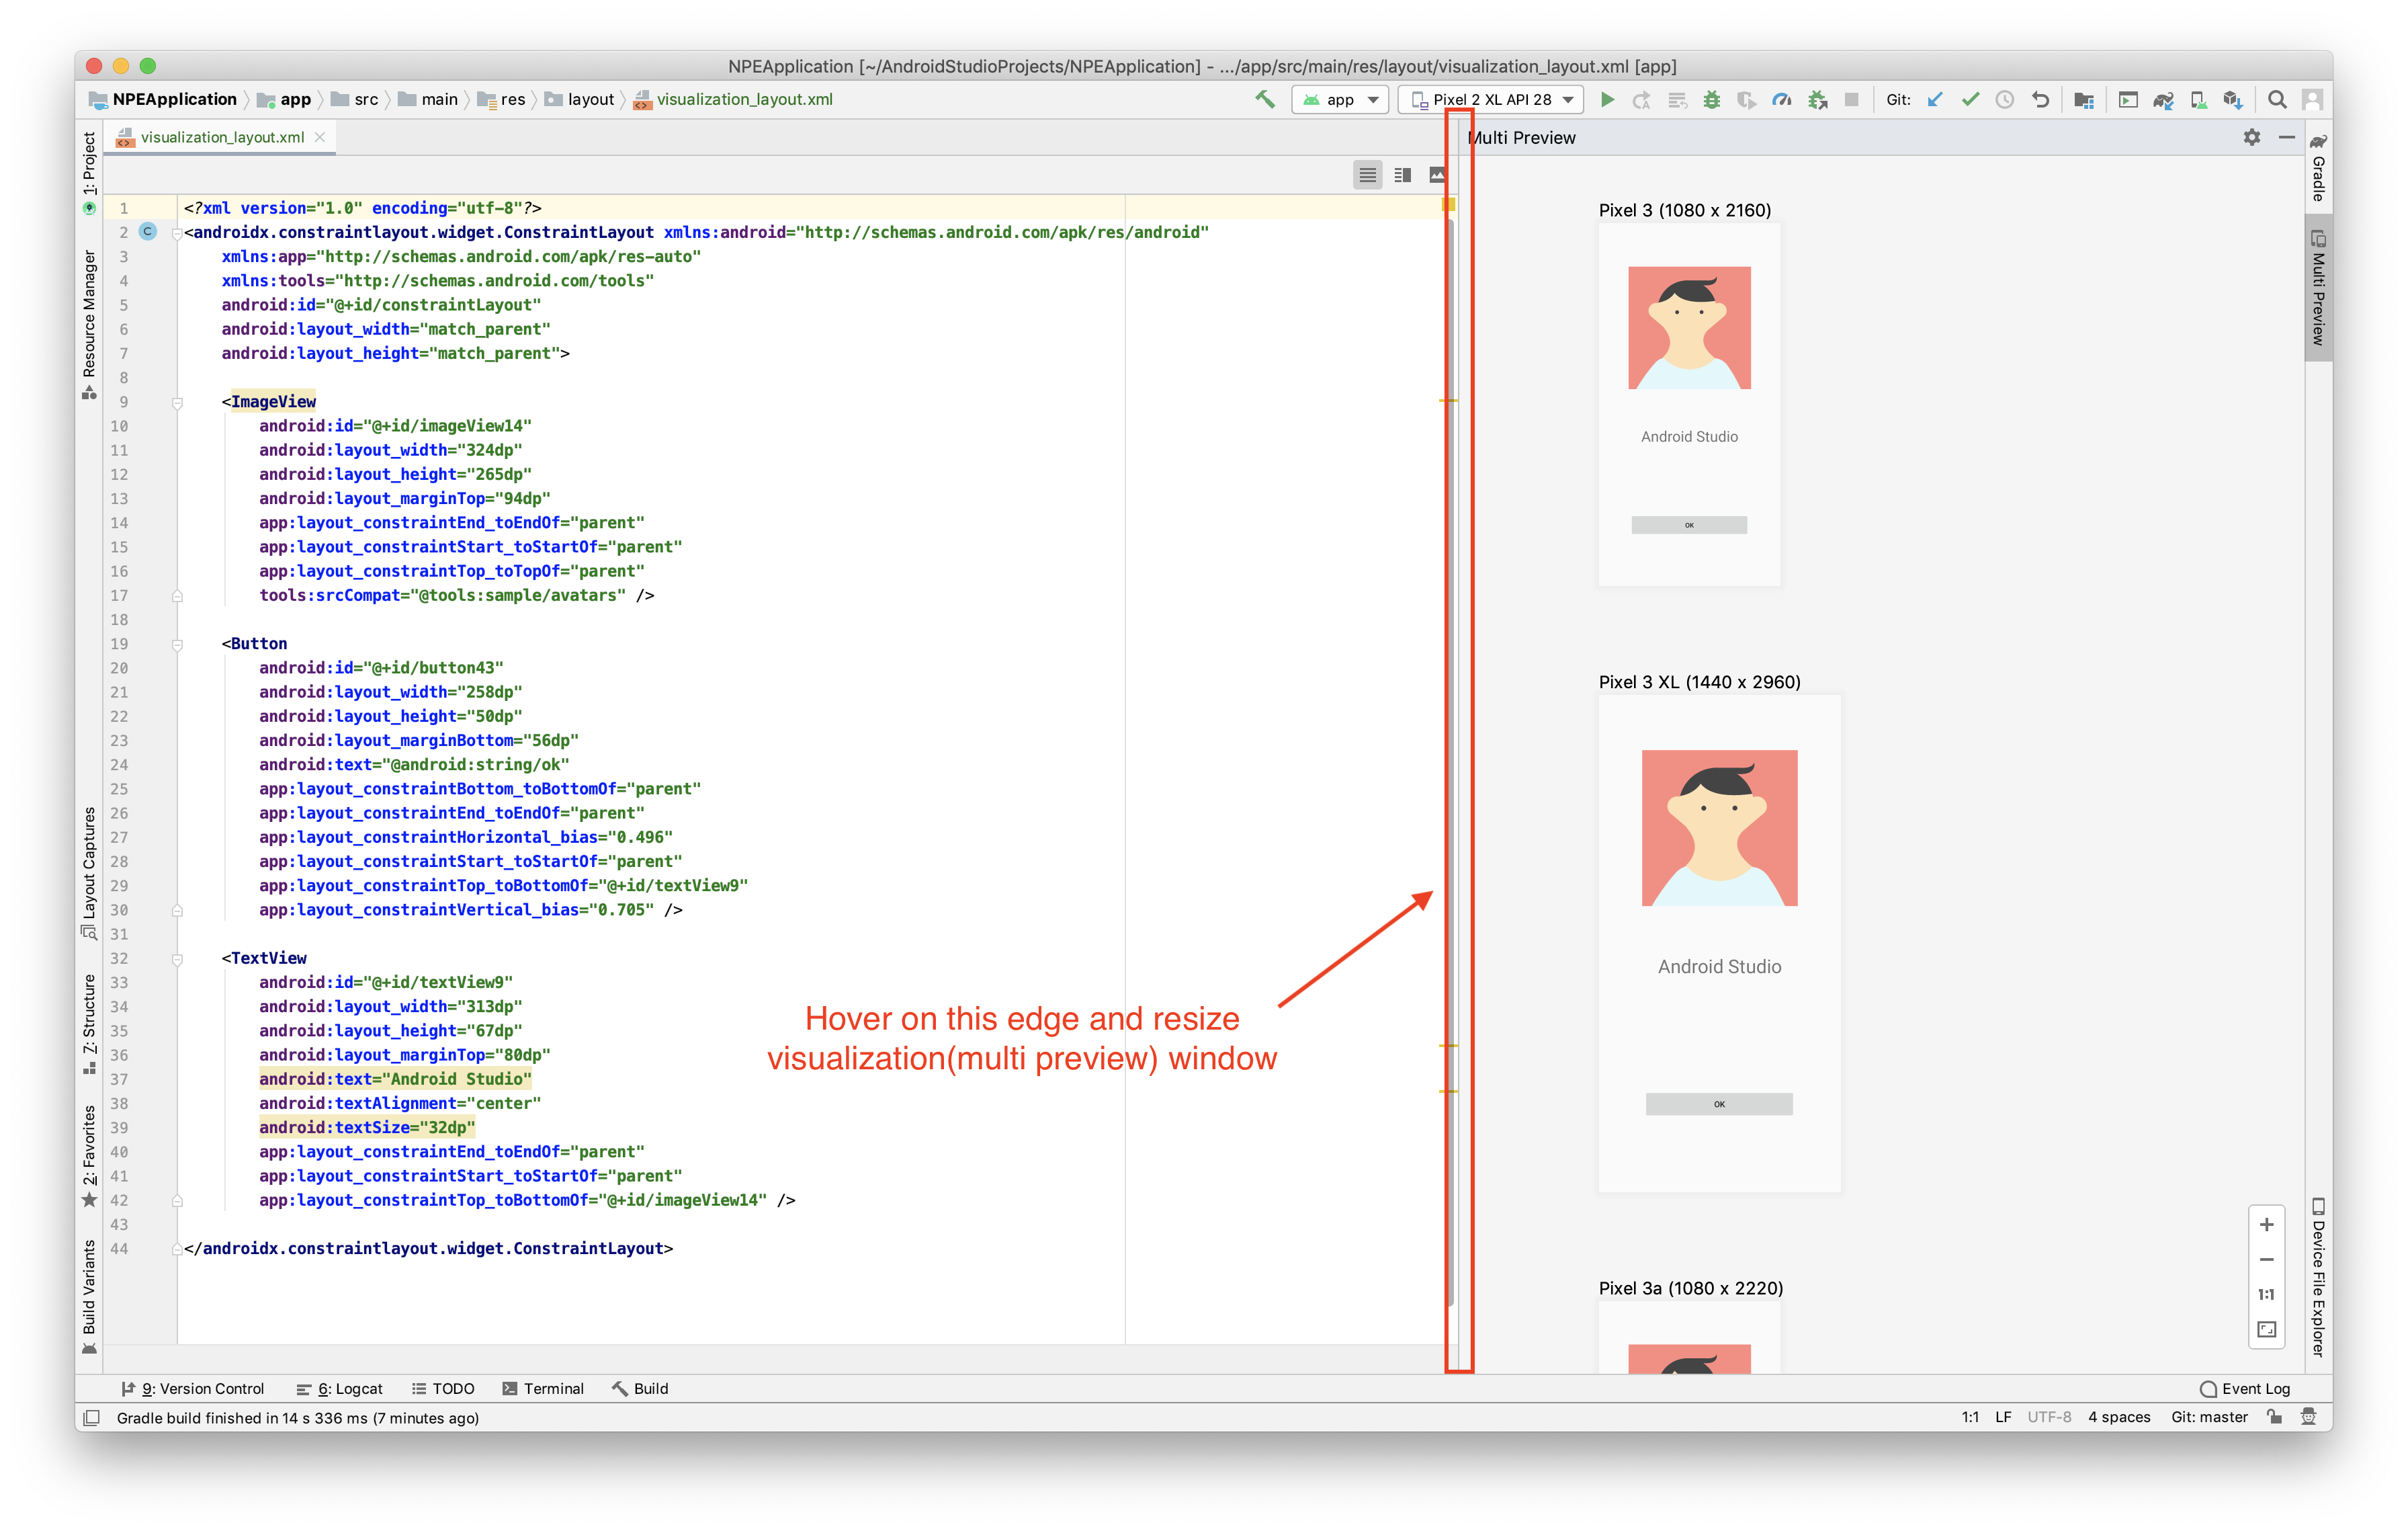 NPEApplication [~/AndroidStudioProjects/NPEApplication] - .../app/src/main/res/layout/visualization_layout.xml [app]
NPEApplication app src main res layout visualization_layout.xml
app Pixel 2 XL API 28 Git:
visualization_layout.xml
Multi Preview
1: Project
Resource Manager
Layout Captures
7: Structure
2: Favorites
Build Variants
1 <?xml version="1.0" encoding="utf-8"?>
2 C <androidx.constraintlayout.widget.ConstraintLayout xmlns:android="http://schemas.android.com/apk/res/android"
3 xmlns:app="http://schemas.android.com/apk/res-auto"
4 xmlns:tools="http://schemas.android.com/tools"
5 android:id="@+id/constraintLayout"
6 android:layout_width="match_parent"
7 android:layout_height="match_parent">
8
9 <ImageView
10 android:id="@+id/imageView14"
11 android:layout_width="324dp"
12 android:layout_height="265dp"
13 android:layout_marginTop="94dp"
14 app:layout_constraintEnd_toEndOf="parent"
15 app:layout_constraintStart_toStartOf="parent"
16 app:layout_constraintTop_toTopOf="parent"
17 tools:srcCompat="@tools:sample/avatars" />
18
19 <Button
20 android:id="@+id/button43"
21 android:layout_width="258dp"
22 android:layout_height="50dp"
23 android:layout_marginBottom="56dp"
24 android:text="@android:string/ok"
25 app:layout_constraintBottom_toBottomOf="parent"
26 app:layout_constraintEnd_toEndOf="parent"
27 app:layout_constraintHorizontal_bias="0.496"
28 app:layout_constraintStart_toStartOf="parent"
29 app:layout_constraintTop_toBottomOf="@+id/textView9"
30 app:layout_constraintVertical_bias="0.705" />
31
32 <TextView
33 android:id="@+id/textView9"
34 android:layout_width="313dp"
35 android:layout_height="67dp"
36 android:layout_marginTop="80dp"
37 android:text="Android Studio"
38 android:textAlignment="center"
39 android:textSize="32dp"
40 app:layout_constraintEnd_toEndOf="parent"
41 app:layout_constraintStart_toStartOf="parent"
42 app:layout_constraintTop_toBottomOf="@+id/imageView14" />
43
44 </androidx.constraintlayout.widget.ConstraintLayout>
Hover on this edge and resize
visualization(multi preview) window
Pixel 3 (1080 x 2160)
Android Studio
OK
Pixel 3 XL (1440 x 2960)
Android Studio
OK
Pixel 3a (1080 x 2220)
1:1
Gradle
Multi Preview
Device File Explorer
9: Version Control 6: Logcat TODO Terminal Build Event Log
Gradle build finished in 14 s 336 ms (7 minutes ago) 1:1 LF UTF-8 4 spaces Git: master